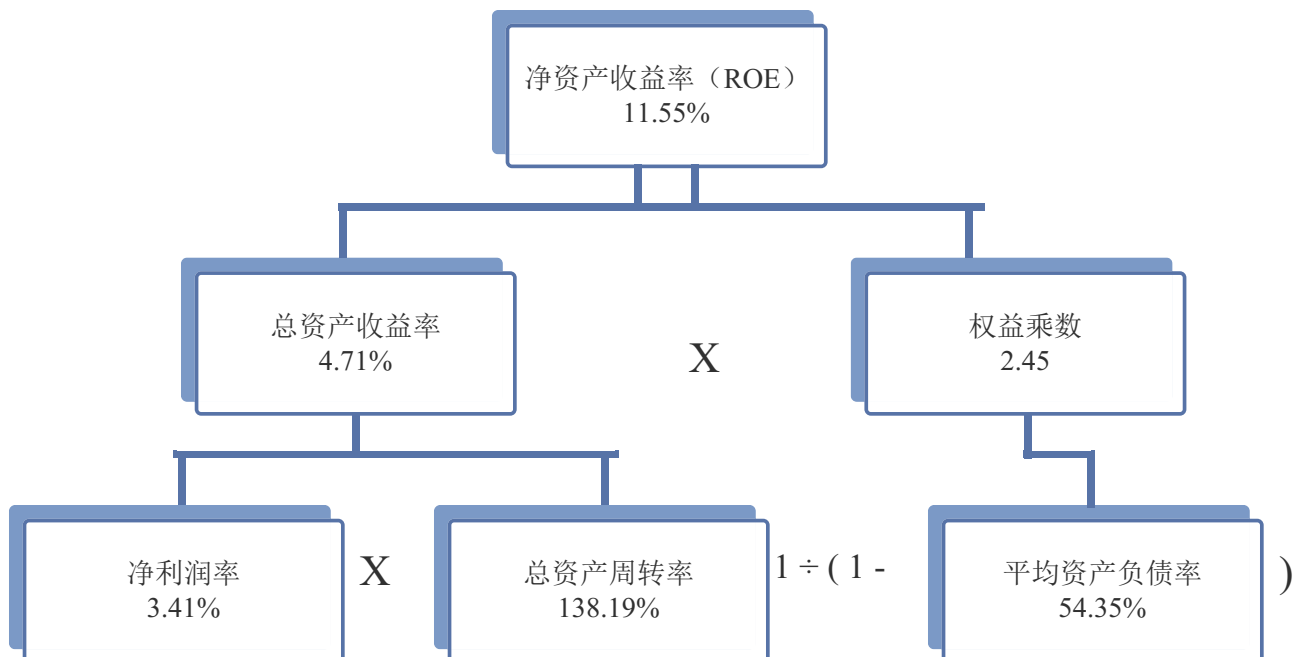 净资产收益率（ROE）
11.55%
总资产收益率
4.71%
X
权益乘数
2.45
净利润率
3.41%
X
总资产周转率
138.19%
1 ÷ ( 1 -
平均资产负债率
54.35%
)